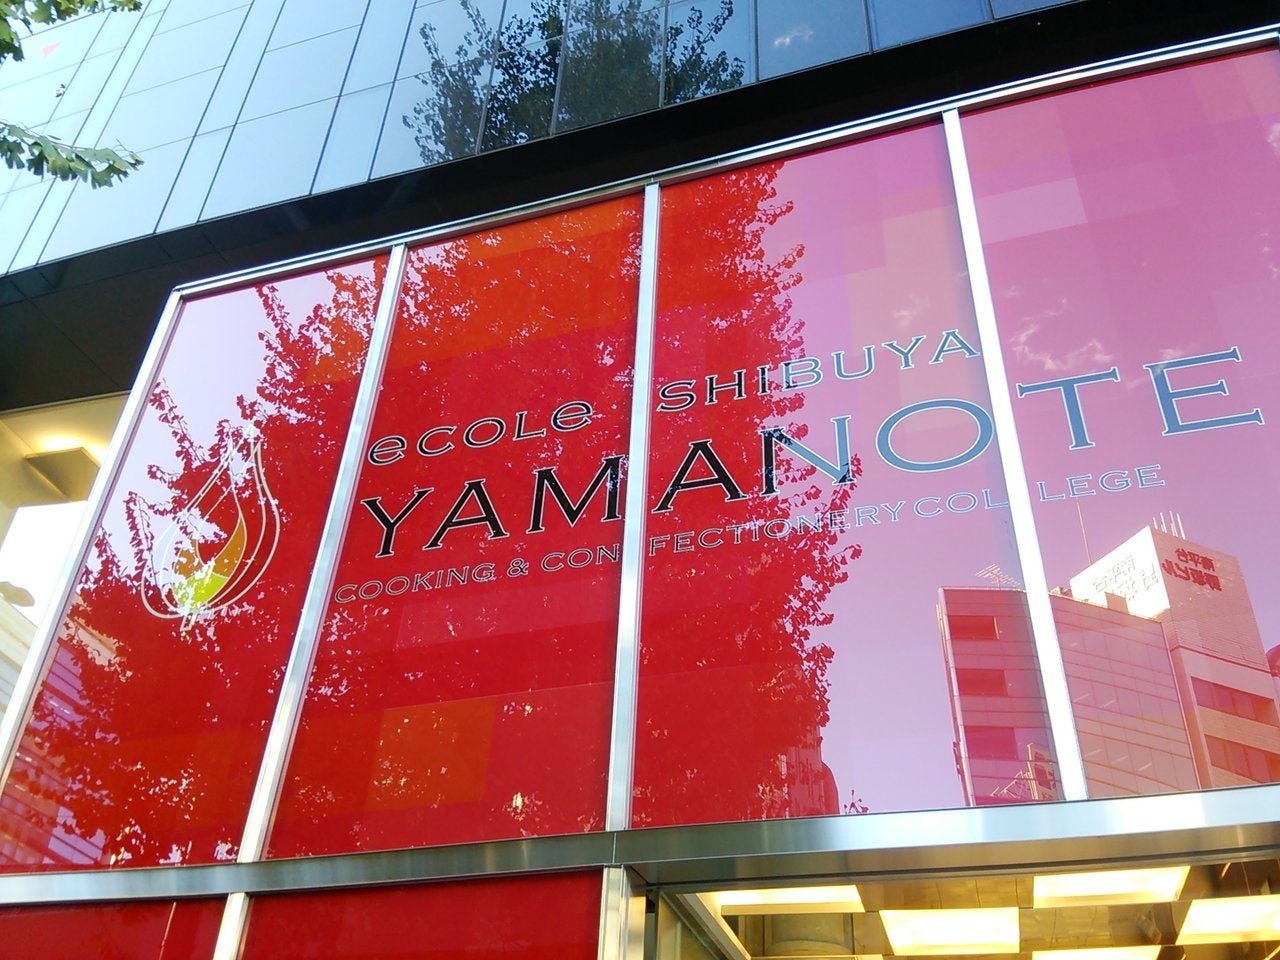 ecole SHIBUYA
YAMANOTE
COOKING & CONFECTIONERY COLLEGE